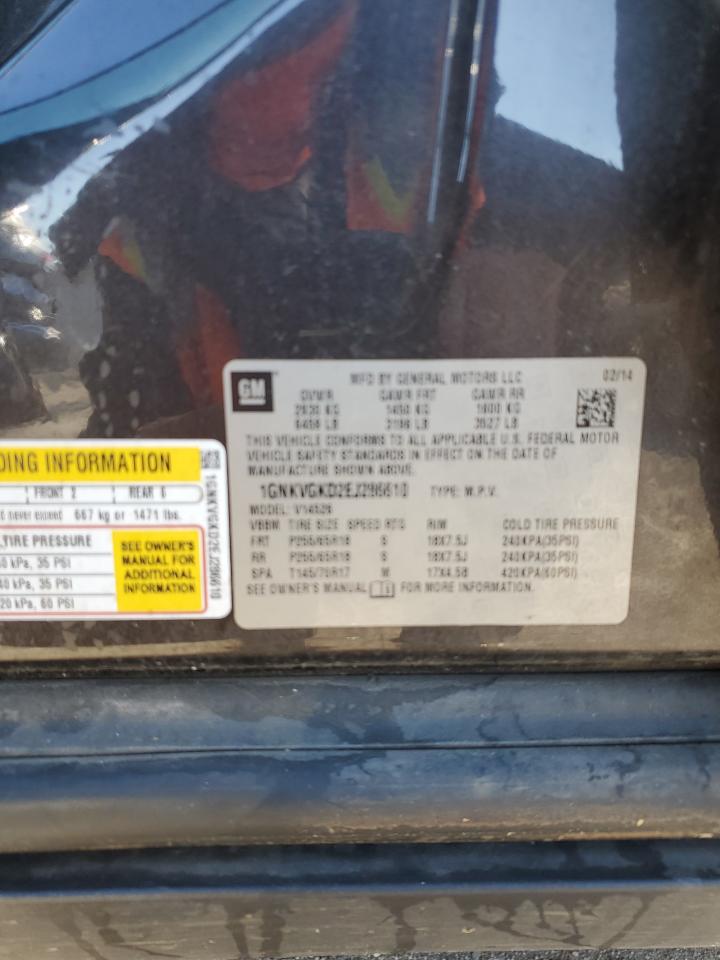 DING INFORMATION
FRONT 2 REAR 5
d never exceed 667 kg or 1471 lbs.
TIRE PRESSURE
kPa, 35 PSI
40 kPa, 35 PSI
20 kPa, 60 PSI
SEE OWNER'S
MANUAL FOR
ADDITIONAL
INFORMATION
1GNKVGKD2EJ296610
GM
MFD BY GENERAL MOTORS LLC 02/14
GVWR GAWR FRT GAWR RR
KG 1450 KG 1600 KG
LB 3196 LB 3527 LB
THIS VEHICLE CONFORMS TO ALL APPLICABLE U.S. FEDERAL MOTOR
VEHICLE SAFETY STANDARDS IN EFFECT ON THE DATE OF
MANUFACTURE SHOWN ABOVE.
1GNKVGKD2EJ296610 TYPE: M.P.V.
MODEL: V14526
TIRE SIZE SPEED RTG RIM COLD TIRE PRESSURE
FRT P255/65R18 S 18X7.5J 240KPA(35PSI)
RR P255/65R18 S 18X7.5J 240KPA(35PSI)
SPA T145/70R17 M 17X4.5B 420KPA(60PSI)
SEE OWNER'S MANUAL FOR MORE INFORMATION.